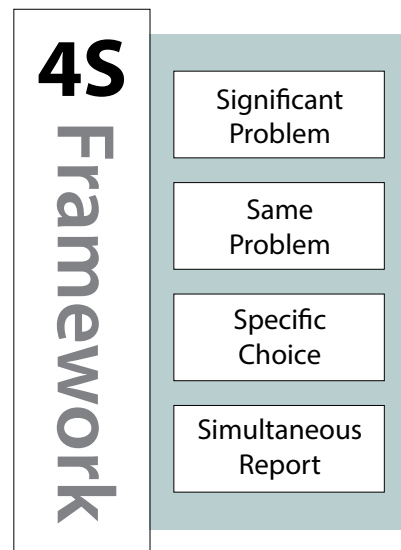 4S
Framework
Significant
Problem
Same
Problem
Specific
Choice
Simultaneous
Report